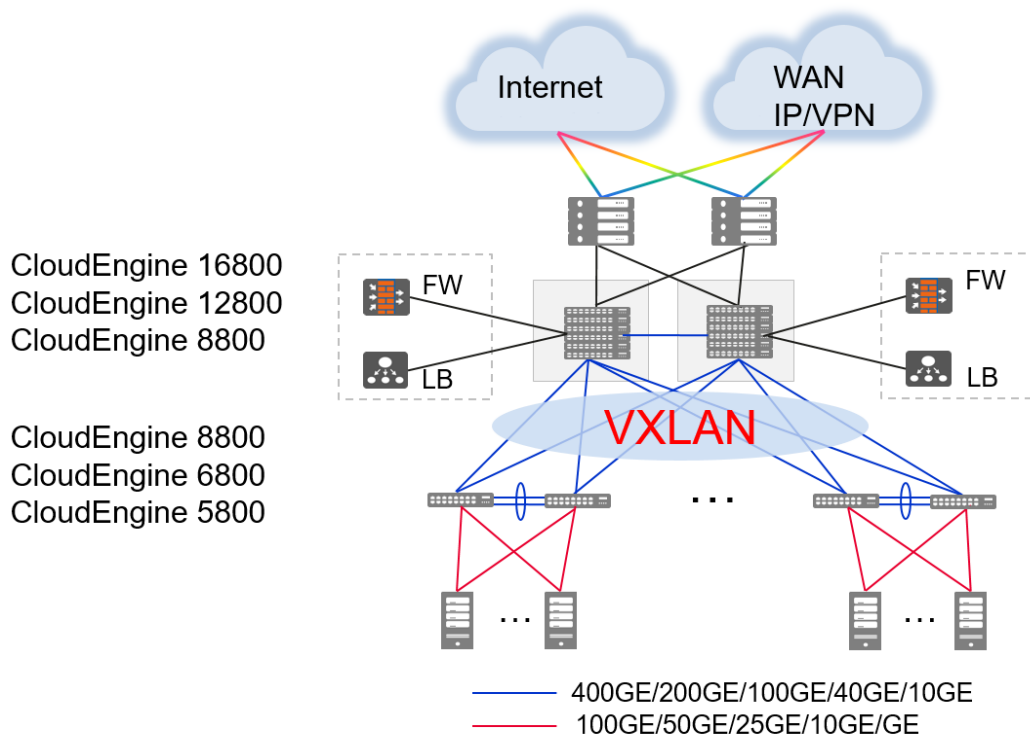 Internet
WAN
IP/VPN
CloudEngine 16800
CloudEngine 12800
CloudEngine 8800
FW
LB
FW
LB
VXLAN
CloudEngine 8800
CloudEngine 6800
CloudEngine 5800
...
...
...
400GE/200GE/100GE/40GE/10GE
100GE/50GE/25GE/10GE/GE